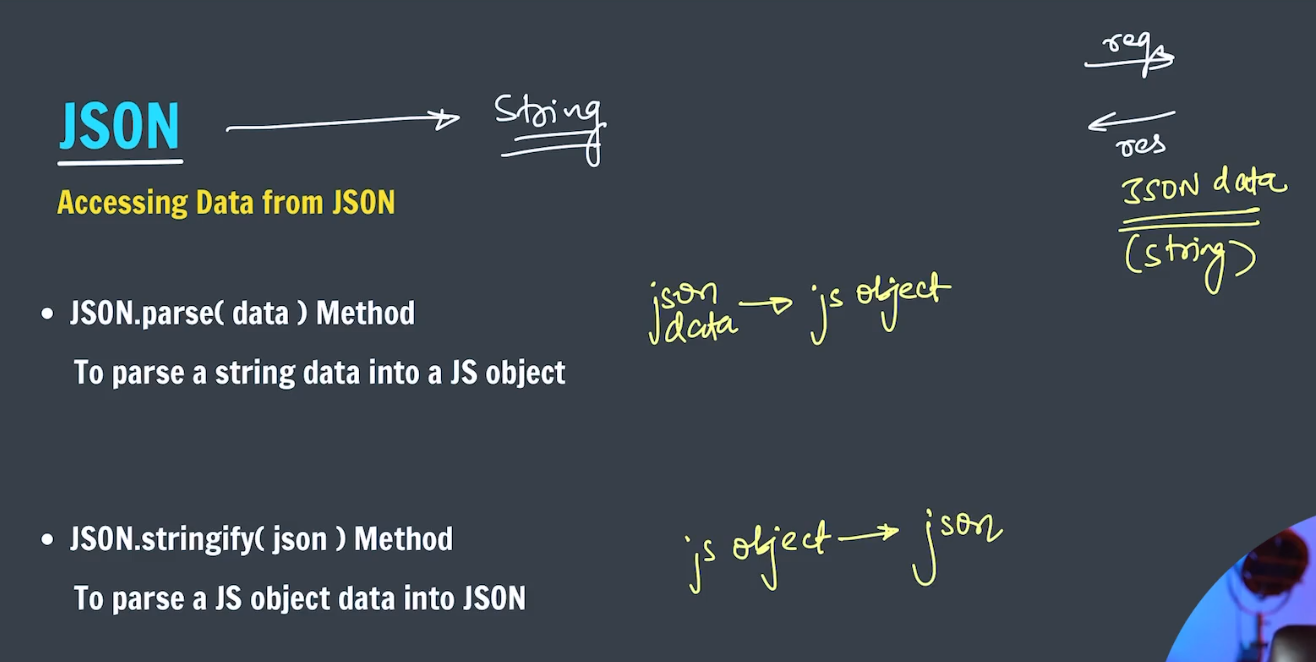 JSON
String
req
res
JSON data
(string)
Accessing Data from JSON
• JSON.parse( data ) Method
json data → js object
To parse a string data into a JS object
• JSON.stringify( json ) Method
js object → json
To parse a JS object data into JSON